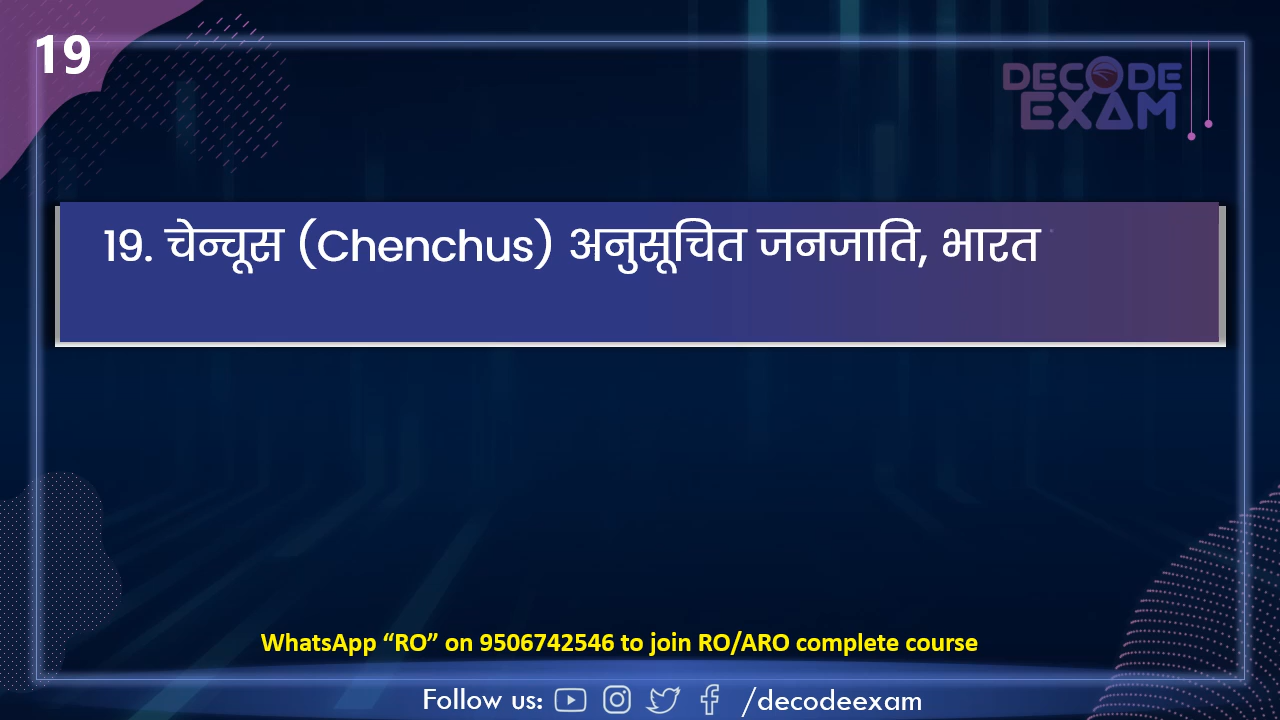 19
DECODE
EXAM
19. चेन्चूस (Chenchus) अनुसूचित जनजाति, भारत
WhatsApp “RO” on 9506742546 to join RO/ARO complete course
Follow us: /decodeexam